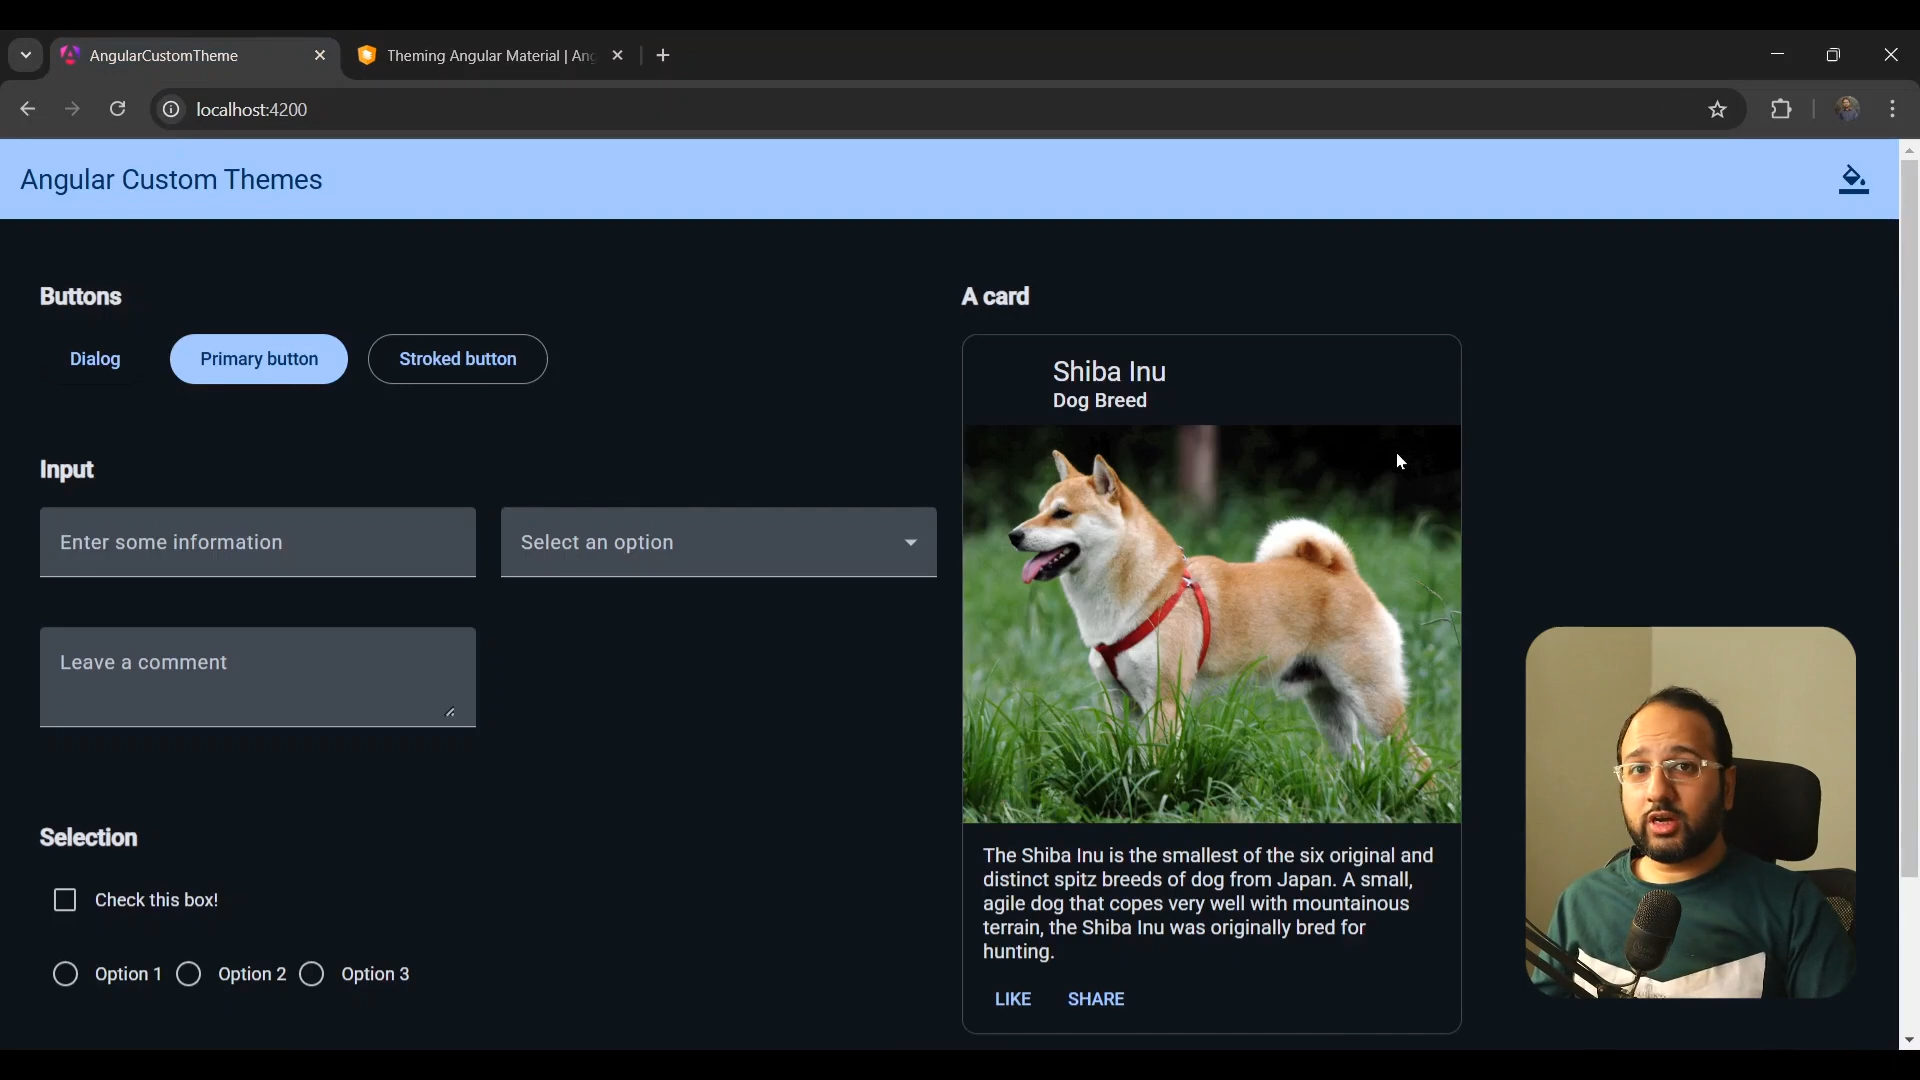 AngularCustomTheme
Theming Angular Material | An
localhost:4200
Angular Custom Themes
Buttons
Dialog
Primary button
Stroked button
Input
Enter some information
Select an option
Leave a comment
Selection
Check this box!
Option 1
Option 2
Option 3
A card
Shiba Inu
Dog Breed
The Shiba Inu is the smallest of the six original and
distinct spitz breeds of dog from Japan. A small,
agile dog that copes very well with mountainous
terrain, the Shiba Inu was originally bred for
hunting.
LIKE
SHARE